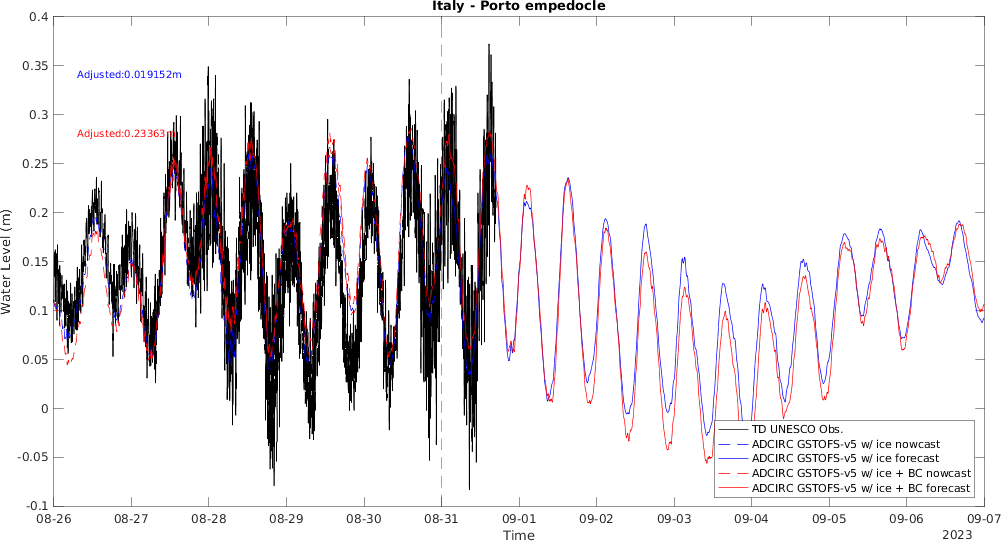 Italy - Porto empedocle
Water Level (m)
0.4
0.35
0.3
0.25
0.2
0.15
0.1
0.05
0
-0.05
-0.1
Adjusted:0.019152m
Adjusted:0.23363m
TD UNESCO Obs.
ADCIRC GSTOFS-v5 w/ ice nowcast
ADCIRC GSTOFS-v5 w/ ice forecast
ADCIRC GSTOFS-v5 w/ ice + BC nowcast
ADCIRC GSTOFS-v5 w/ ice + BC forecast
08-26 08-27 08-28 08-29 08-30 08-31 09-01 09-02 09-03 09-04 09-05 09-06 09-07
Time
2023